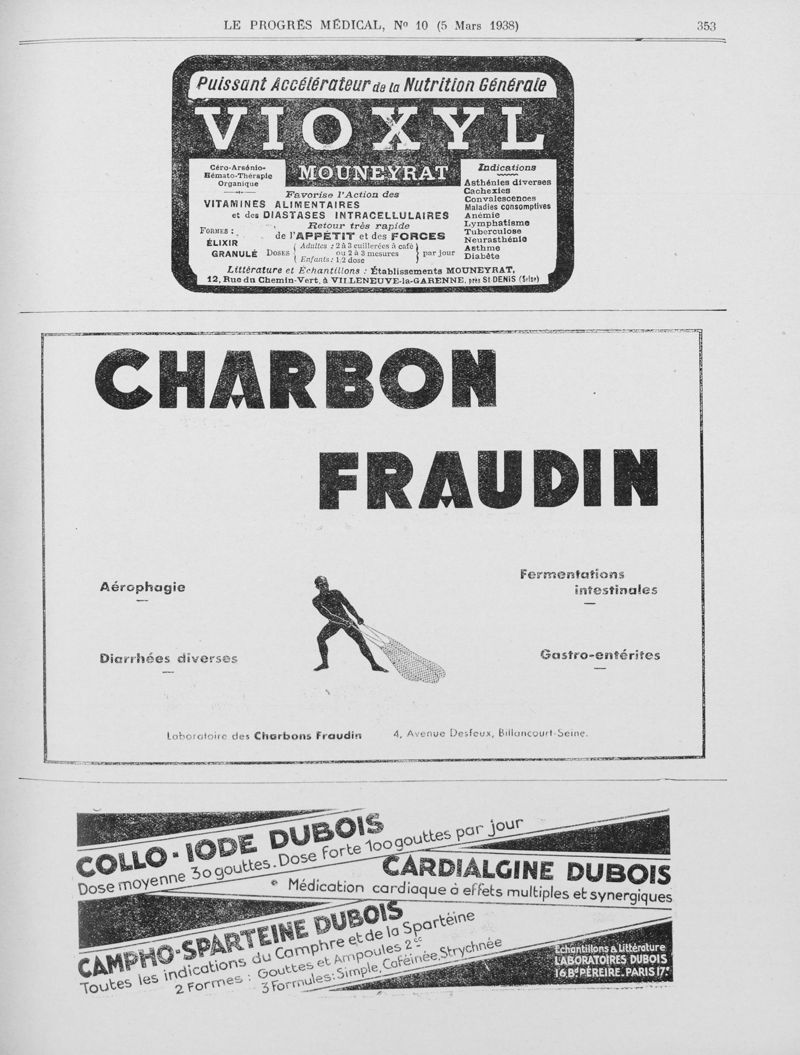 LE PROGRÈS MÉDICAL, No 10 (5 Mars 1938)
353
Puissant Accélérateur de la Nutrition Générale
VIOXYL
MOUNEYRAT
Céro-Arsénio-
Hémato-Thérapie
Organique
Favorise l'Action des
VITAMINES ALIMENTAIRES
et des DIASTASES INTRACELLULAIRES
Retour très rapide
de l'APPÉTIT et des FORCES
FORMES :
ÉLIXIR
GRANULÉ
DOSES
Adultes : 2 à 3 cuillerées à café
ou 2 à 3 mesures
Enfants : 1/2 dose
par jour
Indications
Asthénies diverses
Cachexies
Convalescences
Maladies consomptives
Anémie
Lymphatisme
Tuberculose
Neurasthénie
Asthme
Diabète
Littérature et Échantillons : Établissements MOUNEYRAT,
12, Rue du Chemin-Vert, à VILLENEUVE-la-GARENNE, près St DENIS (Seine)
CHARBON
FRAUDIN
Aérophagie
Fermentations
intestinales
Diarrhées diverses
Gastro-entérites
Laboratoire des Charbons Fraudin
4, Avenue Desfeux, Billancourt-Seine.
COLLO-IODE DUBOIS
Dose moyenne 30 gouttes. Dose forte 100 gouttes par jour
CARDIALGINE DUBOIS
Médication cardiaque à effets multiples et synergiques
CAMPHO-SPARTEINE DUBOIS
Toutes les indications du Camphre et de la Spartéine
2 Formes : Gouttes et Ampoules 2cc
3 Formules : Simple, Caféinée, Strychnée
Echantillons & Littérature
LABORATOIRES DUBOIS
16, Bd PÉREIRE. PARIS 17e